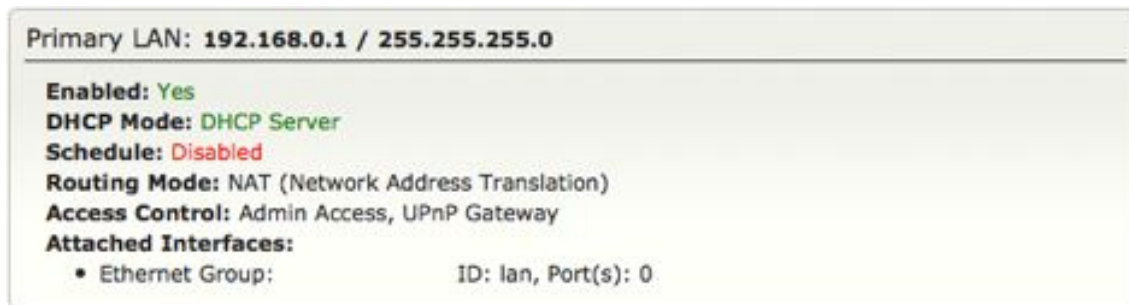 Primary LAN: 192.168.0.1 / 255.255.255.0
Enabled: Yes
DHCP Mode: DHCP Server
Schedule: Disabled
Routing Mode: NAT (Network Address Translation)
Access Control: Admin Access, UPnP Gateway
Attached Interfaces:
• Ethernet Group: ID: lan, Port(s): 0